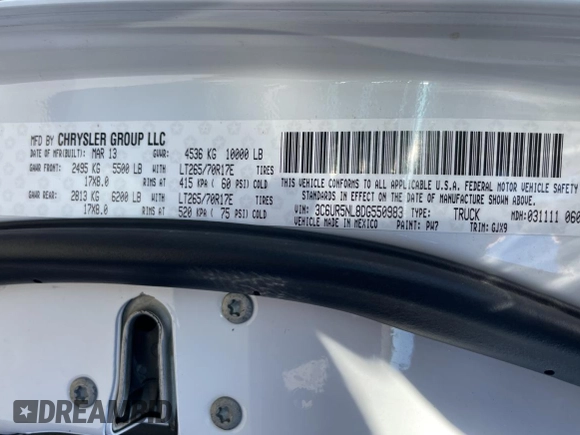 MFD BY CHRYSLER GROUP LLC
DATE OF MFR(BUILT): MAR 13 GVWR: 4536 KG 10000 LB
GAWR FRONT: 2495 KG 5500 LB WITH LT265/70R17E TIRES
17X8.0 RIMS AT 415 KPA ( 60 PSI) COLD
GAWR REAR: 2813 KG 6200 LB WITH LT265/70R17E TIRES
17X8.0 RIMS AT 520 KPA ( 75 PSI) COLD
THIS VEHICLE CONFORMS TO ALL APPLICABLE U.S.A. FEDERAL MOTOR VEHICLE SAFETY
STANDARDS IN EFFECT ON THE DATE OF MANUFACTURE SHOWN ABOVE.
VIN: 3C6UR5NL8DG550983 TYPE: TRUCK MDH:031111 060
VEHICLE MADE IN MEXICO PAINT: PW7 TRIM: GJX9
DREAMBID